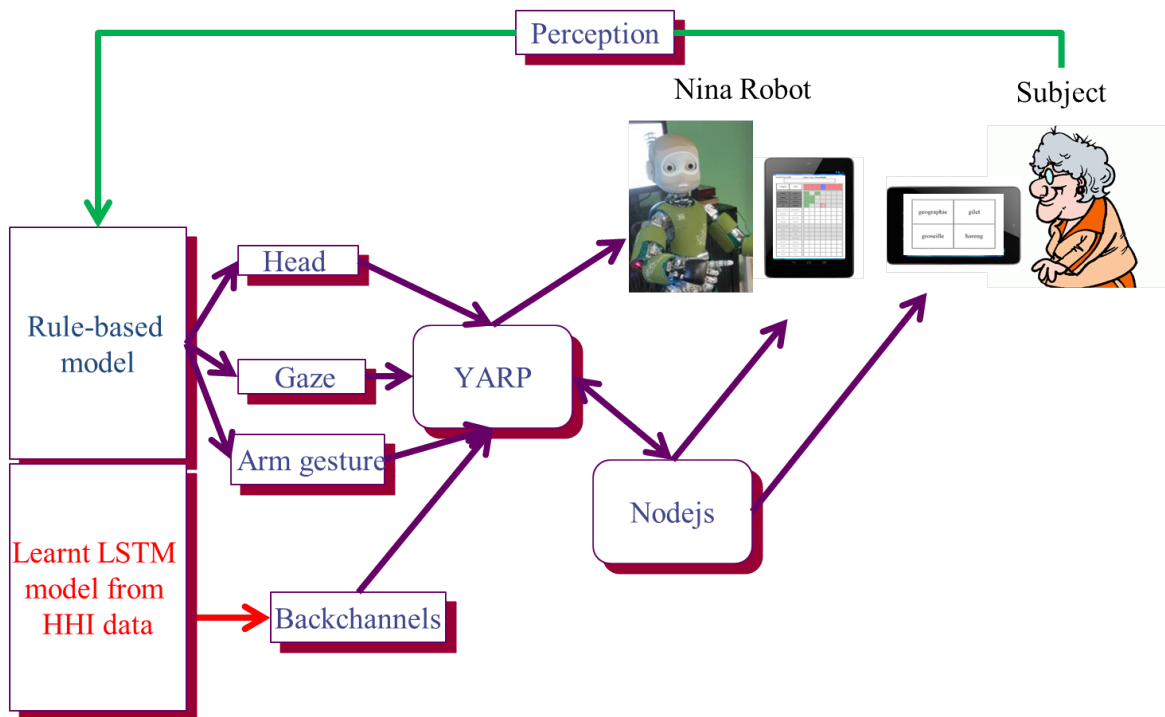 Perception
Nina Robot
Subject
geographie
gilet
groseille
hareng
Head
Rule-based
model
Gaze
YARP
Arm gesture
Nodejs
Learnt LSTM
model from
HHI data
Backchannels